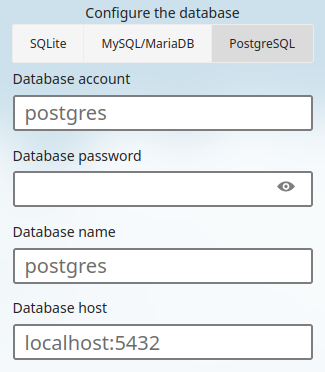 Configure the database
SQLite MySQL/MariaDB PostgreSQL
Database account
postgres
Database password
Database name
postgres
Database host
localhost:5432